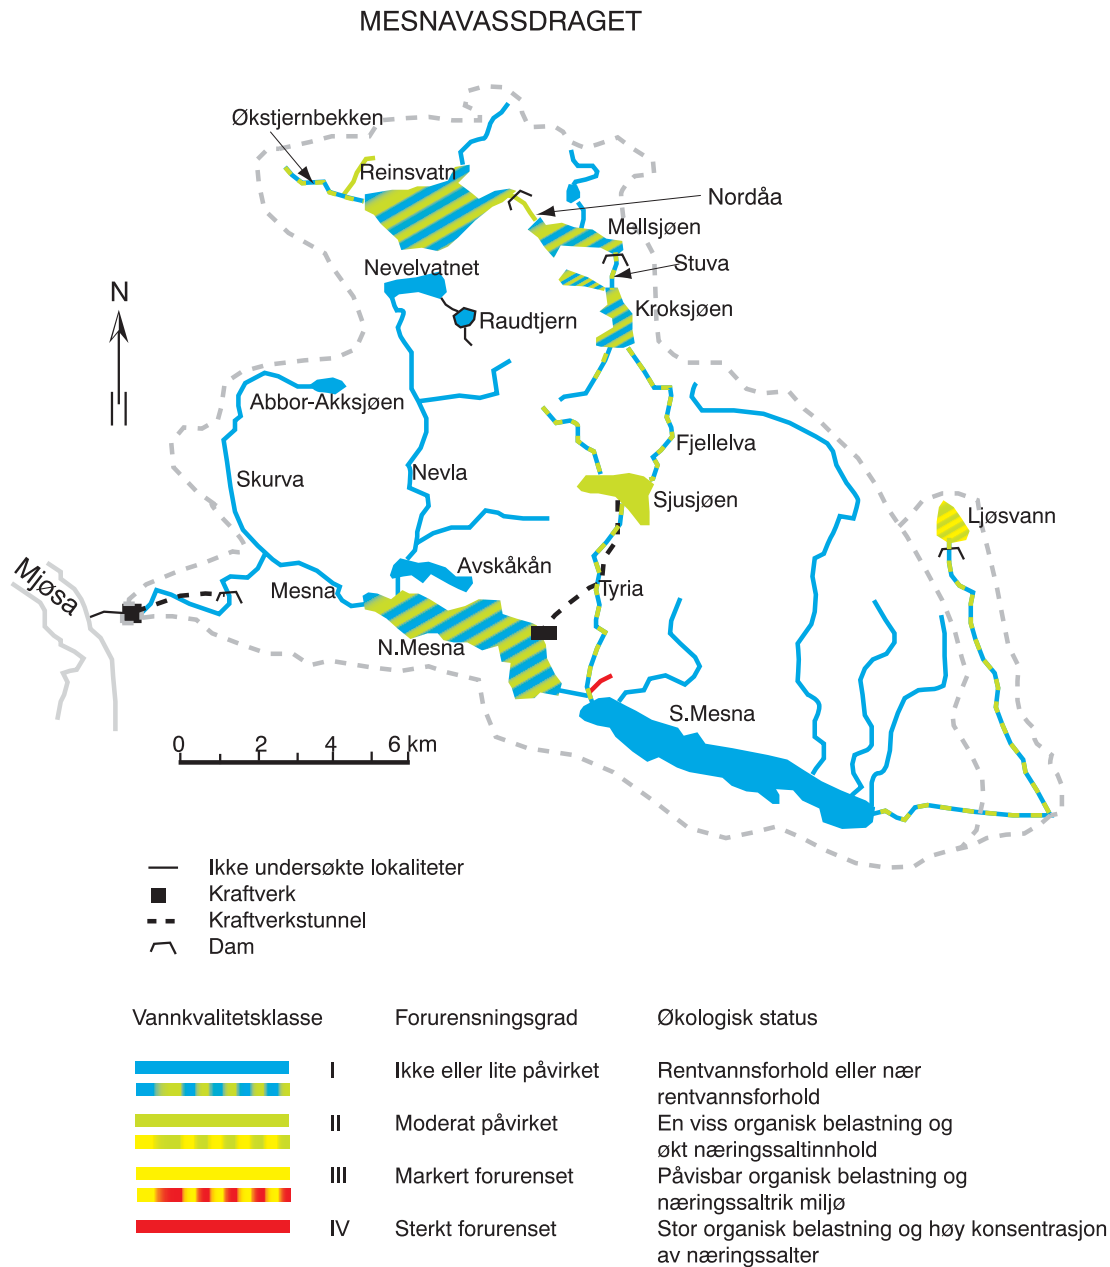 MESNAVASSDRAGET
Økstjernbekken
Reinsvatn
Nordåa
Mellsjøen
Stuva
Nevelvatnet
N
Kroksjøen
Raudtjern
Abbor-Akksjøen
Fjellelva
Skurva
Nevla
Sjusjøen
Ljøsvann
Avskåkån
Mjøsa
Mesna
Tyria
N.Mesna
S.Mesna
0 2 4 6 km
Ikke undersøkte lokaliteter
Kraftverk
Kraftverkstunnel
Dam
Vannkvalitetsklasse Forurensningsgrad Økologisk status
I Ikke eller lite påvirket Rentvannsforhold eller nær
rentvannsforhold
II Moderat påvirket En viss organisk belastning og
økt næringssaltinnhold
III Markert forurenset Påvisbar organisk belastning og
næringssaltrik miljø
IV Sterkt forurenset Stor organisk belastning og høy konsentrasjon
av næringssalter